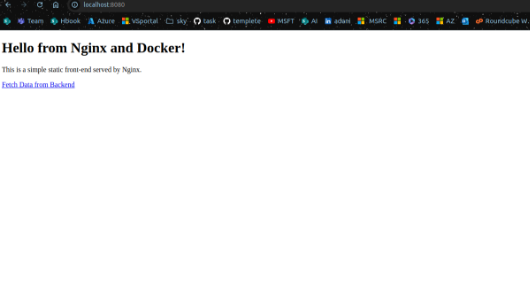 localhost:8080
Team HBook Azure VSportal sky task templete MSFT AI adani MSRC 365 AZ Roundcube W
Hello from Nginx and Docker!
This is a simple static front-end served by Nginx.
Fetch Data from Backend